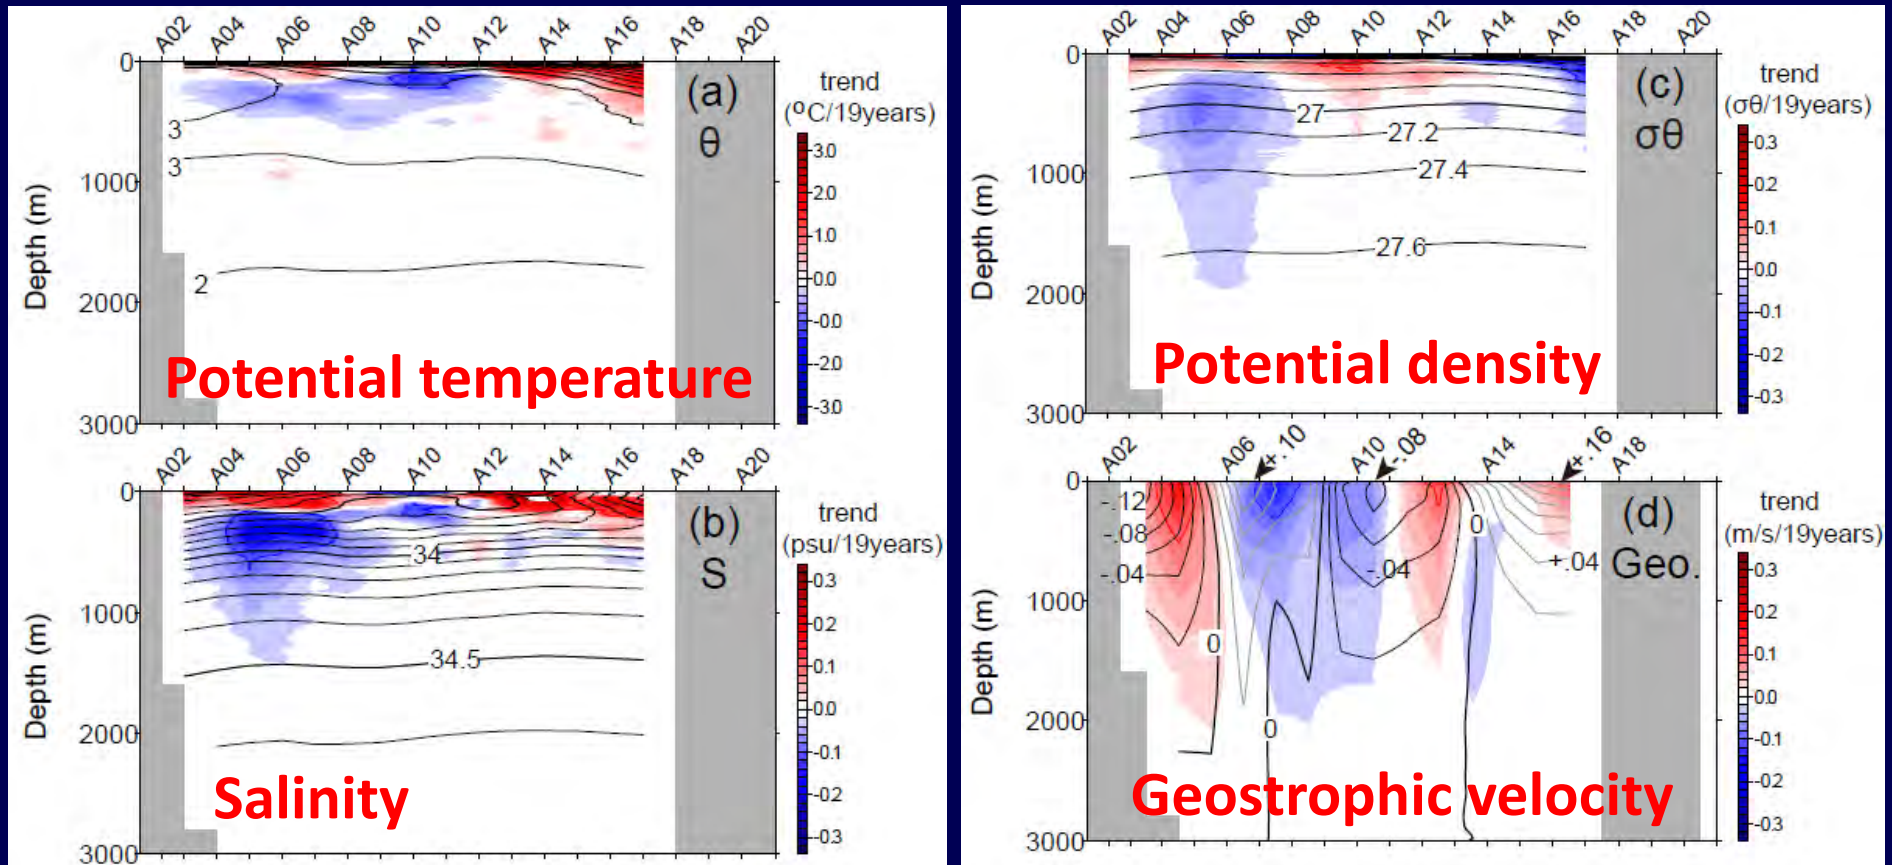 A02 A04 A06 A08 A10 A12 A14 A16 A18 A20
0
1000
2000
3000
Depth (m)
3
3
2
(a)
θ
trend
(ºC/19years)
3.0
2.0
1.0
0.0
-0.0
-2.0
-3.0
Potential temperature
A02 A04 A06 A08 A10 A12 A14 A16 A18 A20
0
1000
2000
3000
Depth (m)
34
34.5
(b)
S
trend
(psu/19years)
0.3
0.2
0.1
0.0
-0.1
-0.2
-0.3
Salinity
A02 A04 A06 A08 A10 A12 A14 A16 A18 A20
0
1000
2000
3000
Depth (m)
27
27.2
27.4
27.6
(c)
σθ
trend
(σθ/19years)
0.3
0.2
0.1
0.0
-0.1
-0.2
-0.3
Potential density
A02 A06 +.10 A10 -.08 A14 +.16 A18
0
1000
2000
3000
Depth (m)
-.12
-.08
-.04
0
0
-.04
0
+.04
(d)
Geo.
trend
(m/s/19years)
0.3
0.2
0.1
0.0
-0.1
-0.2
-0.3
Geostrophic velocity